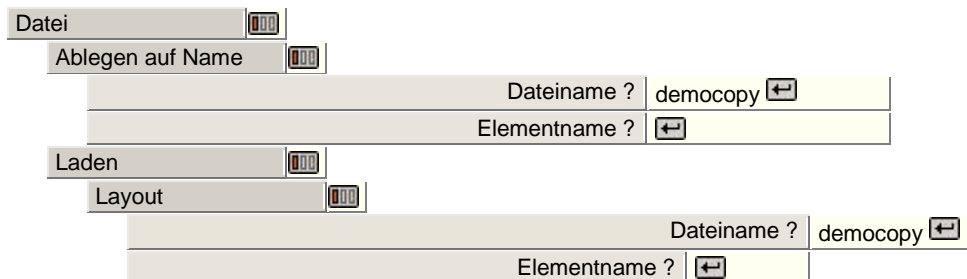 Datei
Ablegen auf Name
Dateiname ? democopy
Elementname ?
Laden
Layout
Dateiname ? democopy
Elementname ?